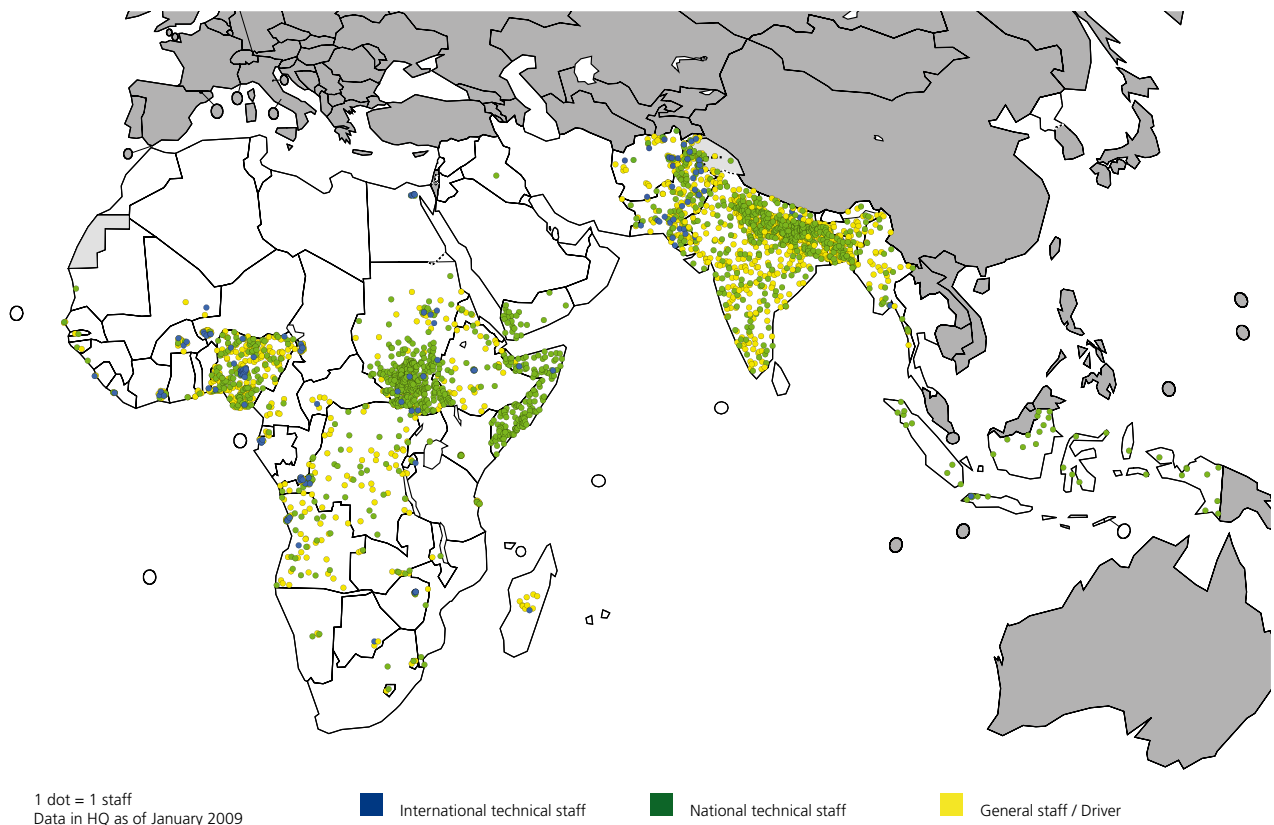 1 dot = 1 staff
Data in HQ as of January 2009
International technical staff
National technical staff
General staff / Driver